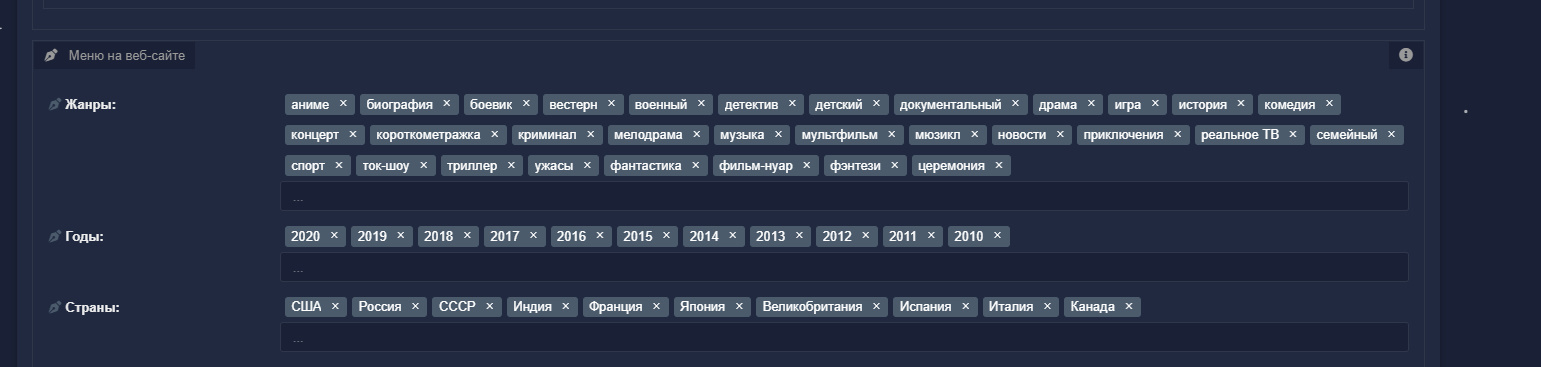 Меню на веб-сайте
Жанры: аниме × биография × боевик × вестерн × военный × детектив × детский × документальный × драма × игра × история × комедия ×
концерт × короткометражка × криминал × мелодрама × музыка × мультфильм × мюзикл × новости × приключения × реальное ТВ × семейный ×
спорт × ток-шоу × триллер × ужасы × фантастика × фильм-нуар × фэнтези × церемония ×
...
Годы: 2020 × 2019 × 2018 × 2017 × 2016 × 2015 × 2014 × 2013 × 2012 × 2011 × 2010 ×
...
Страны: США × Россия × СССР × Индия × Франция × Япония × Великобритания × Испания × Италия × Канада ×
...